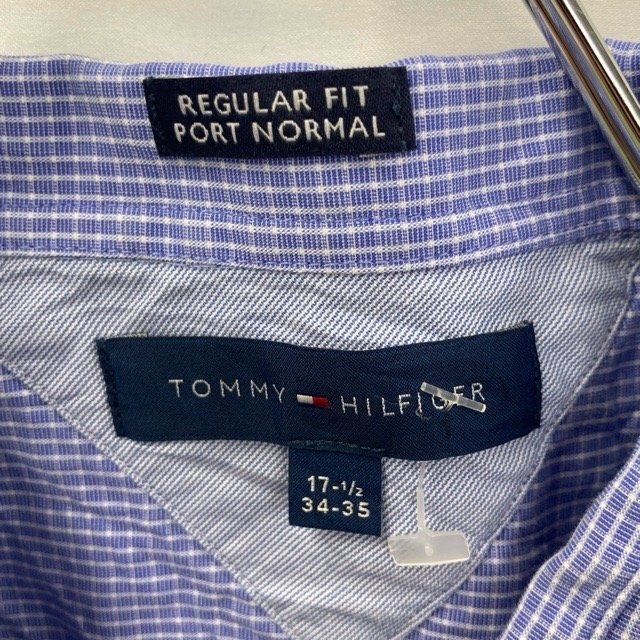 REGULAR FIT
PORT NORMAL
TOMMY HILFIGER
17-1/2
34-35